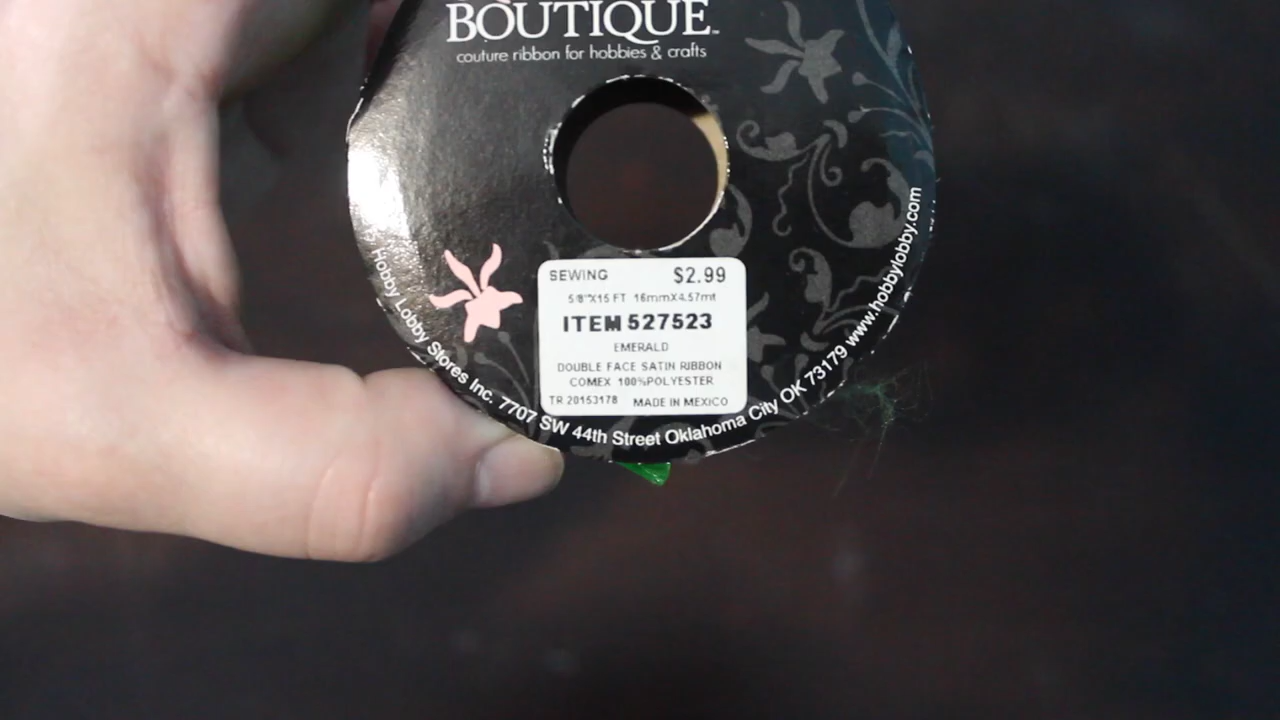 BOUTIQUE™
couture ribbon for hobbies & crafts
SEWING $2.99
5/8"X15 FT 16mmX4.57mt
ITEM 527523
EMERALD
DOUBLE FACE SATIN RIBBON
COMEX 100%POLYESTER
TR 20153178 MADE IN MEXICO
Hobby Lobby Stores Inc. 7707 SW 44th Street Oklahoma City OK 73179 www.hobbylobby.com